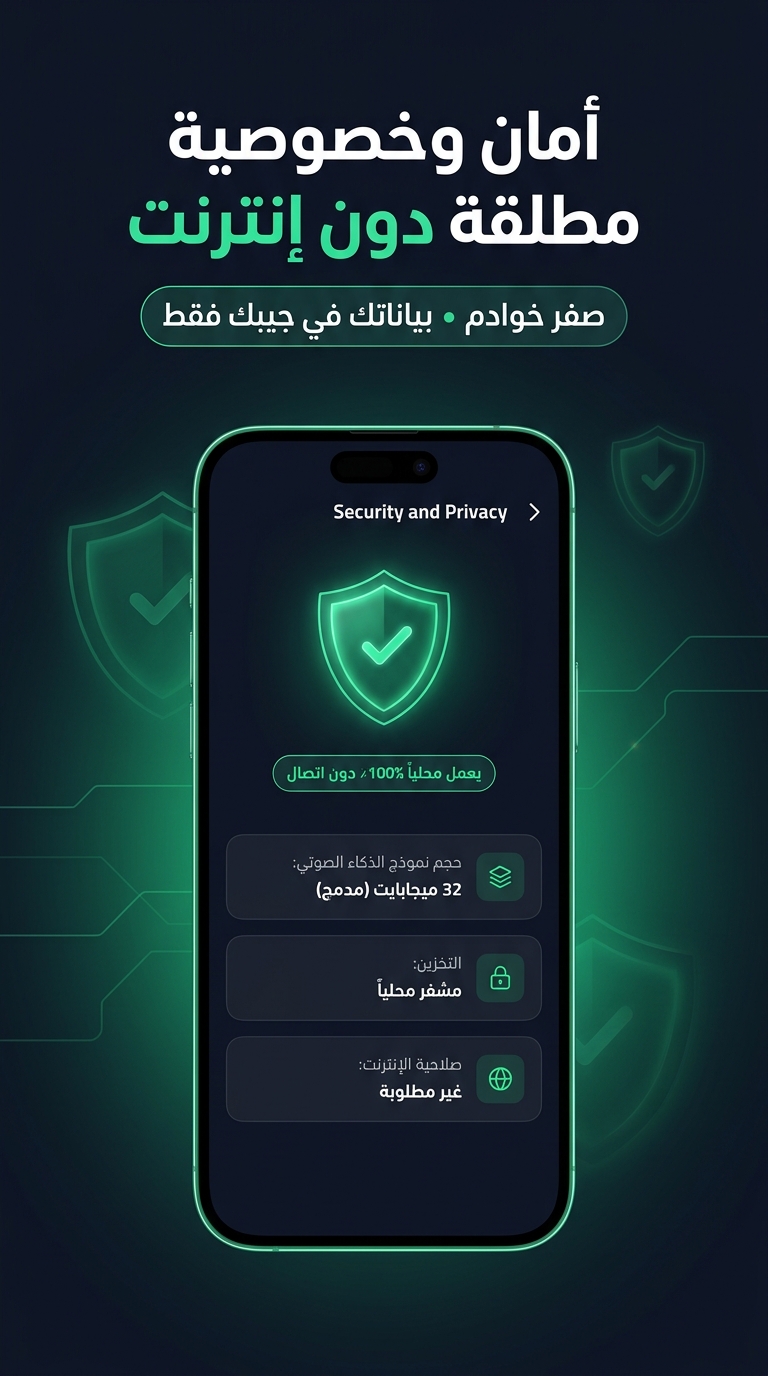 أمان وخصوصية
مطلقة دون إنترنت
صفر خوادم • بياناتك في جيبك فقط
Security and Privacy
يعمل محلياً 100% دون اتصال
حجم نموذج الذكاء الصوتي:
32 ميجابايت (مدمج)
التخزين:
مشفر محلياً
صلاحية الإنترنت:
غير مطلوبة